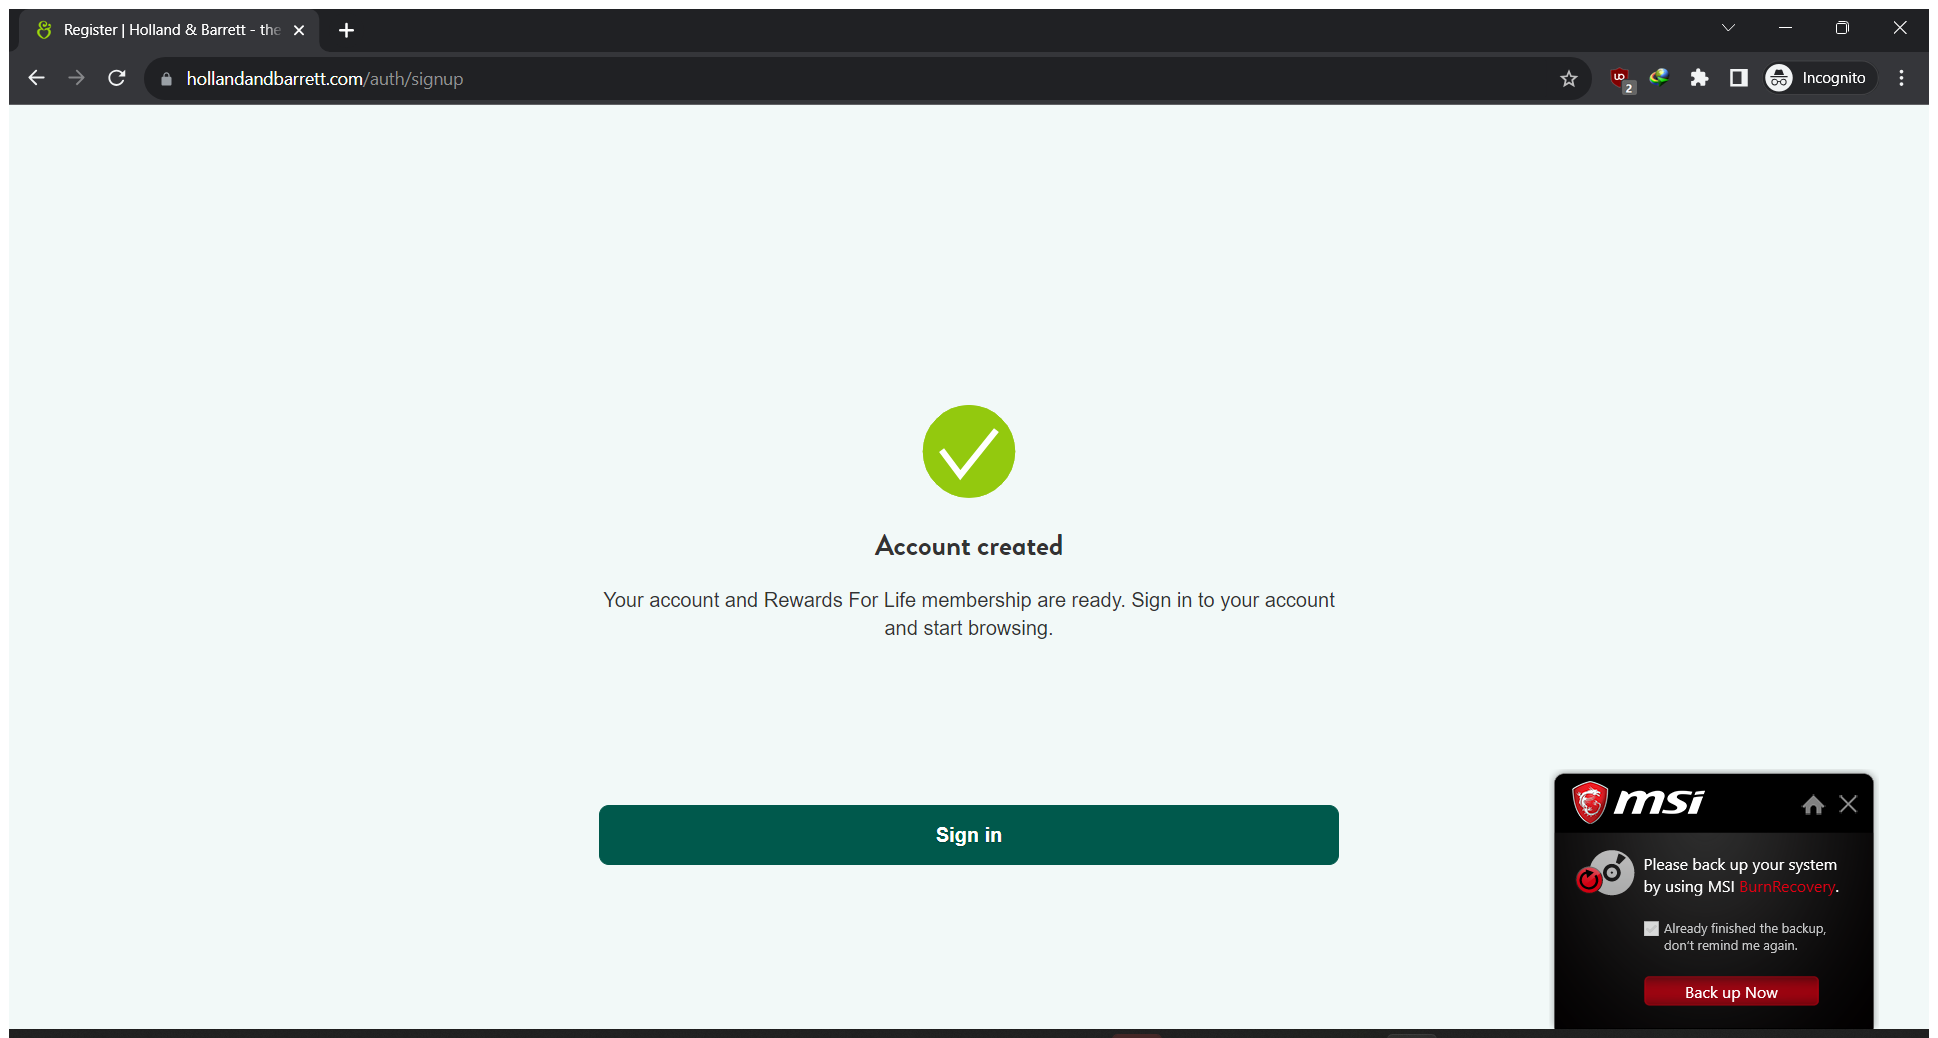 Register | Holland & Barrett - the
hollandandbarrett.com/auth/signup
2
Incognito
Account created
Your account and Rewards For Life membership are ready. Sign in to your account
and start browsing.
Sign in
msi
Please back up your system
by using MSI BurnRecovery.
Already finished the backup,
don't remind me again.
Back up Now